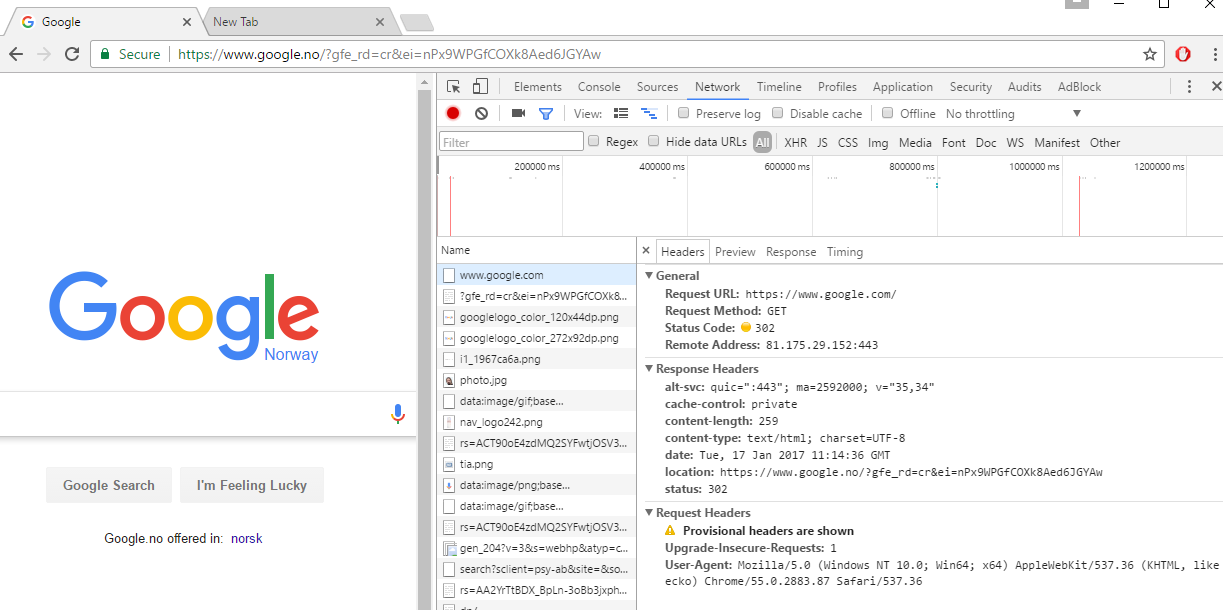 Google
New Tab
Secure https://www.google.no/?gfe_rd=cr&ei=nPx9WPGfCOXk8Aed6JGYAw
Elements Console Sources Network Timeline Profiles Application Security Audits AdBlock
View: Preserve log Disable cache Offline No throttling
Filter Regex Hide data URLs All XHR JS CSS Img Media Font Doc WS Manifest Other
200000 ms 400000 ms 600000 ms 800000 ms 1000000 ms 1200000 ms
Google
Norway
Google Search I'm Feeling Lucky
Google.no offered in: norsk
Name
www.google.com
?gfe_rd=cr&ei=nPx9WPGfCOXk8...
googlelogo_color_120x44dp.png
googlelogo_color_272x92dp.png
i1_1967ca6a.png
photo.jpg
data:image/gif;base...
nav_logo242.png
rs=ACT90oE4zdMQ2SYFwtjOSV3...
tia.png
data:image/png;base...
data:image/gif;base...
rs=ACT90oE4zdMQ2SYFwtjOSV3...
gen_204?v=3&s=webhp&atyp=c...
search?sclient=psy-ab&site=&so...
rs=AA2YrTtBDX_BpLn-3oBb3jxph...
Headers Preview Response Timing
General
Request URL: https://www.google.com/
Request Method: GET
Status Code: 302
Remote Address: 81.175.29.152:443
Response Headers
alt-svc: quic=":443"; ma=2592000; v="35,34"
cache-control: private
content-length: 259
content-type: text/html; charset=UTF-8
date: Tue, 17 Jan 2017 11:14:36 GMT
location: https://www.google.no/?gfe_rd=cr&ei=nPx9WPGfCOXk8Aed6JGYAw
status: 302
Request Headers
Provisional headers are shown
Upgrade-Insecure-Requests: 1
User-Agent: Mozilla/5.0 (Windows NT 10.0; Win64; x64) AppleWebKit/537.36 (KHTML, like
ecko) Chrome/55.0.2883.87 Safari/537.36